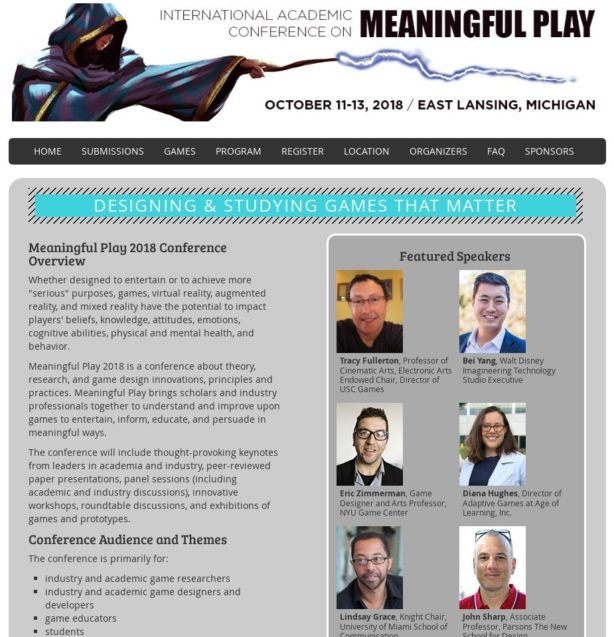 INTERNATIONAL ACADEMIC
CONFERENCE ON
MEANINGFUL PLAY
OCTOBER 11-13, 2018 / EAST LANSING, MICHIGAN
HOME SUBMISSIONS GAMES PROGRAM REGISTER LOCATION ORGANIZERS FAQ SPONSORS
DESIGNING & STUDYING GAMES THAT MATTER
Meaningful Play 2018 Conference
Overview
Whether designed to entertain or to achieve more
"serious" purposes, games, virtual reality, augmented
reality, and mixed reality have the potential to impact
players' beliefs, knowledge, attitudes, emotions,
cognitive abilities, physical and mental health, and
behavior.
Meaningful Play 2018 is a conference about theory,
research, and game design innovations, principles and
practices. Meaningful Play brings scholars and industry
professionals together to understand and improve upon
games to entertain, inform, educate, and persuade in
meaningful ways.
The conference will include thought-provoking keynotes
from leaders in academia and industry, peer-reviewed
paper presentations, panel sessions (including
academic and industry discussions), innovative
workshops, roundtable discussions, and exhibitions of
games and prototypes.
Conference Audience and Themes
The conference is primarily for:
industry and academic game researchers
industry and academic game designers and
developers
game educators
students
Featured Speakers
Tracy Fullerton, Professor of
Cinematic Arts, Electronic Arts
Endowed Chair, Director of
USC Games
Bei Yang, Walt Disney
Imagineering Technology
Studio Executive
Eric Zimmerman, Game
Designer and Arts Professor,
NYU Game Center
Diana Hughes, Director of
Adaptive Games at Age of
Learning, Inc.
Lindsay Grace, Knight Chair,
University of Miami School of
Communication
John Sharp, Associate
Professor, Parsons The New
School for Design